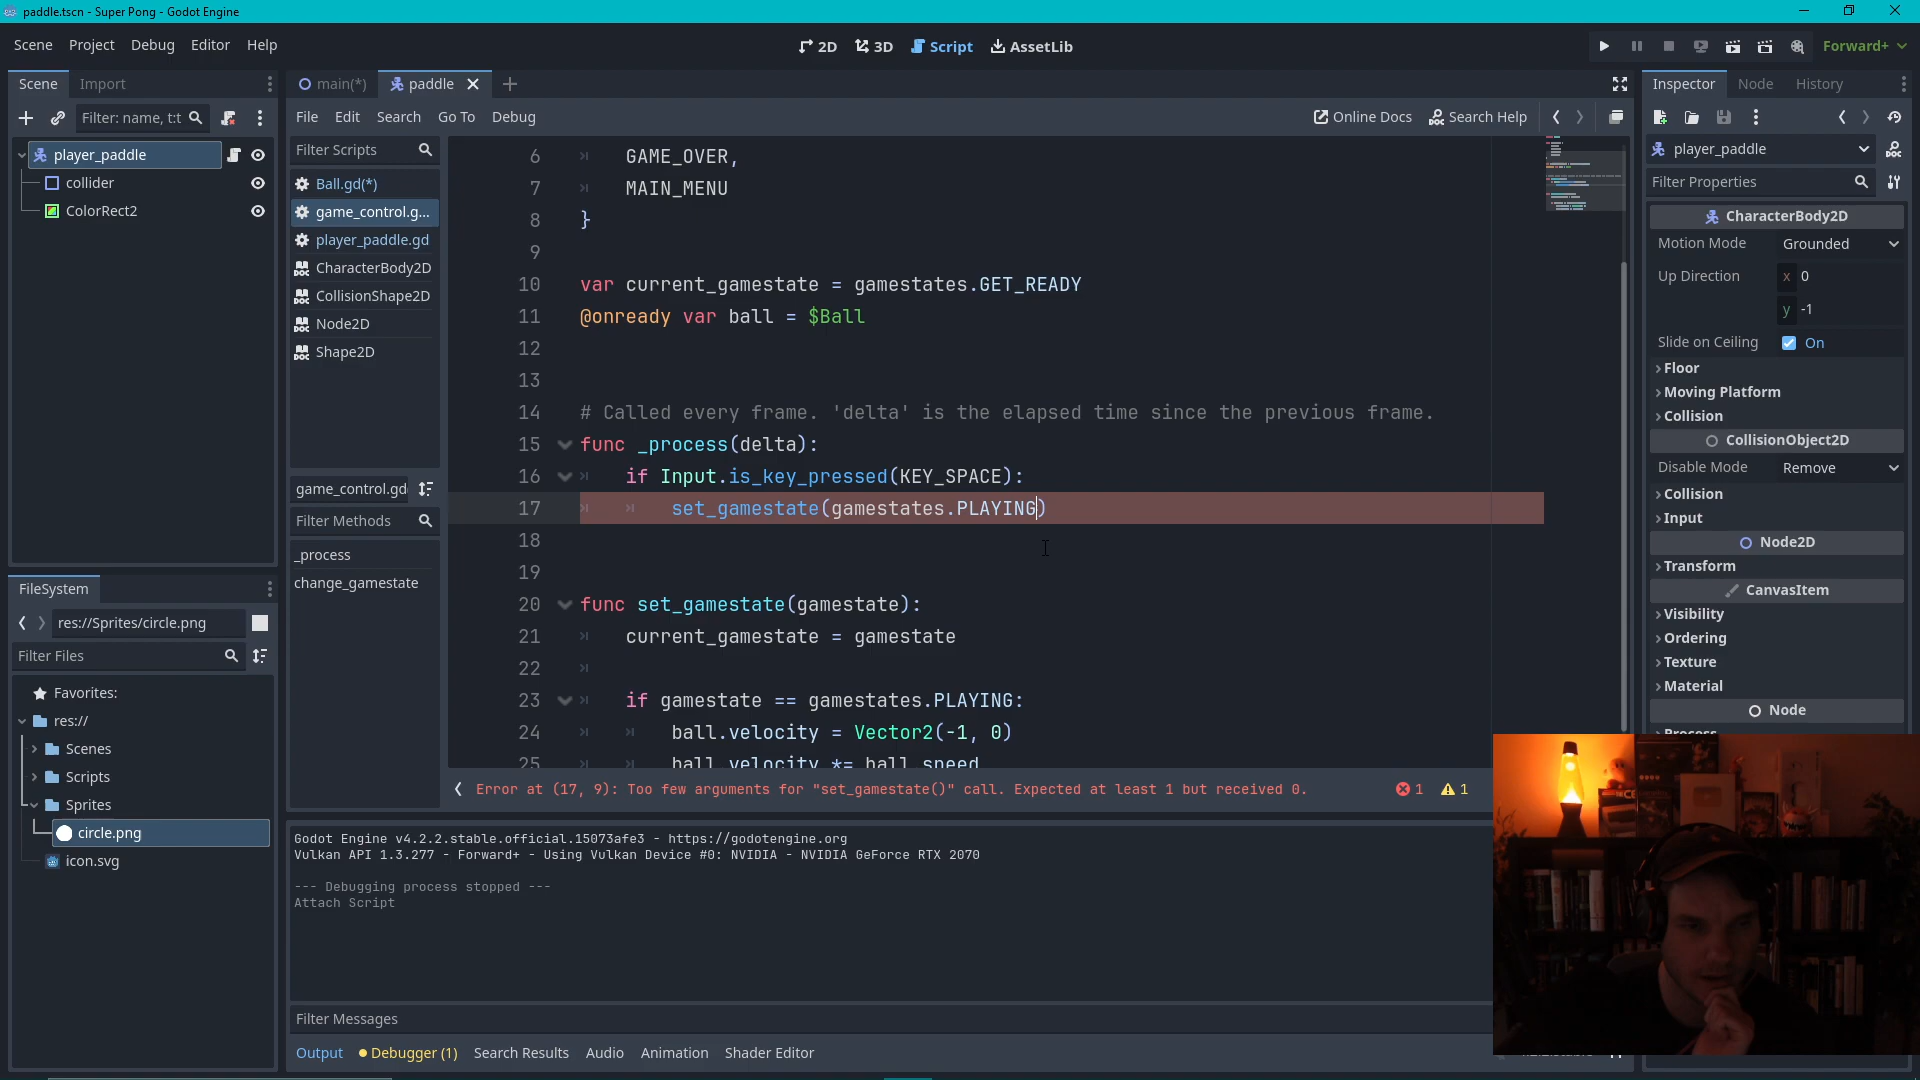 paddle.tscn - Super Pong - Godot Engine
Scene Project Debug Editor Help
2D 3D Script AssetLib
Forward+
Scene Import
Filter: name, t:t
player_paddle
collider
ColorRect2
FileSystem
res://Sprites/circle.png
Filter Files
Favorites:
res://
Scenes
Scripts
Sprites
circle.png
icon.svg
main(*) paddle
File Edit Search Go To Debug
Online Docs Search Help
Filter Scripts
Ball.gd(*)
game_control.g...
player_paddle.gd
CharacterBody2D
CollisionShape2D
Node2D
Shape2D
game_control.gd
Filter Methods
_process
change_gamestate
6 GAME_OVER,
7 MAIN_MENU
8 }
9
10 var current_gamestate = gamestates.GET_READY
11 @onready var ball = $Ball
12
13
14 # Called every frame. 'delta' is the elapsed time since the previous frame.
15 func _process(delta):
16 if Input.is_key_pressed(KEY_SPACE):
17 set_gamestate(gamestates.PLAYING)
18
19
20 func set_gamestate(gamestate):
21 current_gamestate = gamestate
22
23 if gamestate == gamestates.PLAYING:
24 ball.velocity = Vector2(-1, 0)
25 ball.velocity *= ball.speed
Error at (17, 9): Too few arguments for "set_gamestate()" call. Expected at least 1 but received 0.
1 1
Godot Engine v4.2.2.stable.official.15073afe3 - https://godotengine.org
Vulkan API 1.3.277 - Forward+ - Using Vulkan Device #0: NVIDIA - NVIDIA GeForce RTX 2070
--- Debugging process stopped ---
Attach Script
Filter Messages
Output Debugger (1) Search Results Audio Animation Shader Editor
Inspector Node History
player_paddle
Filter Properties
CharacterBody2D
Motion Mode Grounded
Up Direction x 0
y -1
Slide on Ceiling On
Floor
Moving Platform
Collision
CollisionObject2D
Disable Mode Remove
Collision
Input
Node2D
Transform
CanvasItem
Visibility
Ordering
Texture
Material
Node